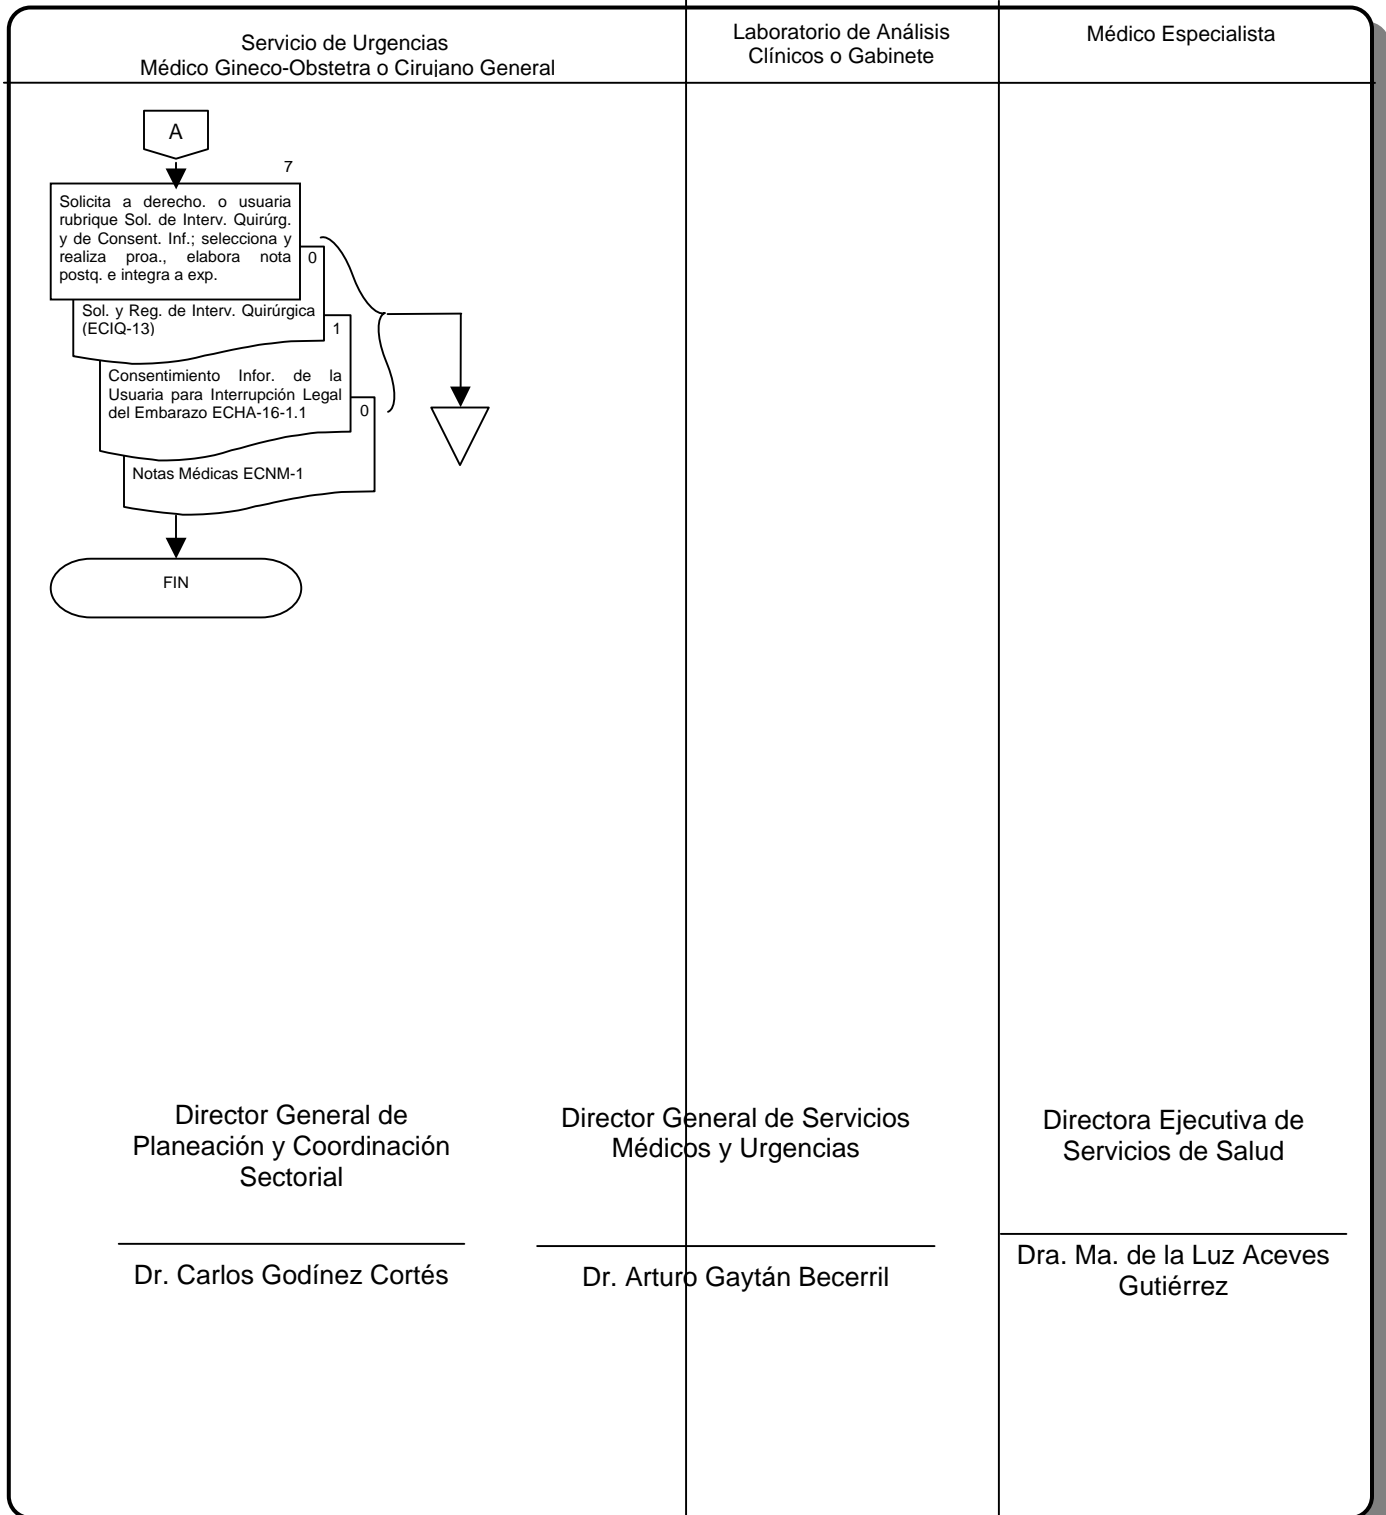 Servicio de Urgencias
Médico Gineco-Obstetra o Cirujano General
Laboratorio de Análisis
Clínicos o Gabinete
Médico Especialista
A
7
Solicita a derecho. o usuaria
rubrique Sol. de Interv. Quirúrg.
y de Consent. Inf.; selecciona y
realiza proa., elabora nota
postq. e integra a exp.
0
Sol. y Reg. de Interv. Quirúrgica
(ECIQ-13)
1
Consentimiento Infor. de la
Usuaria para Interrupción Legal
del Embarazo ECHA-16-1.1
0
Notas Médicas ECNM-1
FIN
Director General de
Planeación y Coordinación
Sectorial
Dr. Carlos Godínez Cortés
Director General de Servicios
Médicos y Urgencias
Dr. Arturo Gaytán Becerril
Directora Ejecutiva de
Servicios de Salud
Dra. Ma. de la Luz Aceves
Gutiérrez